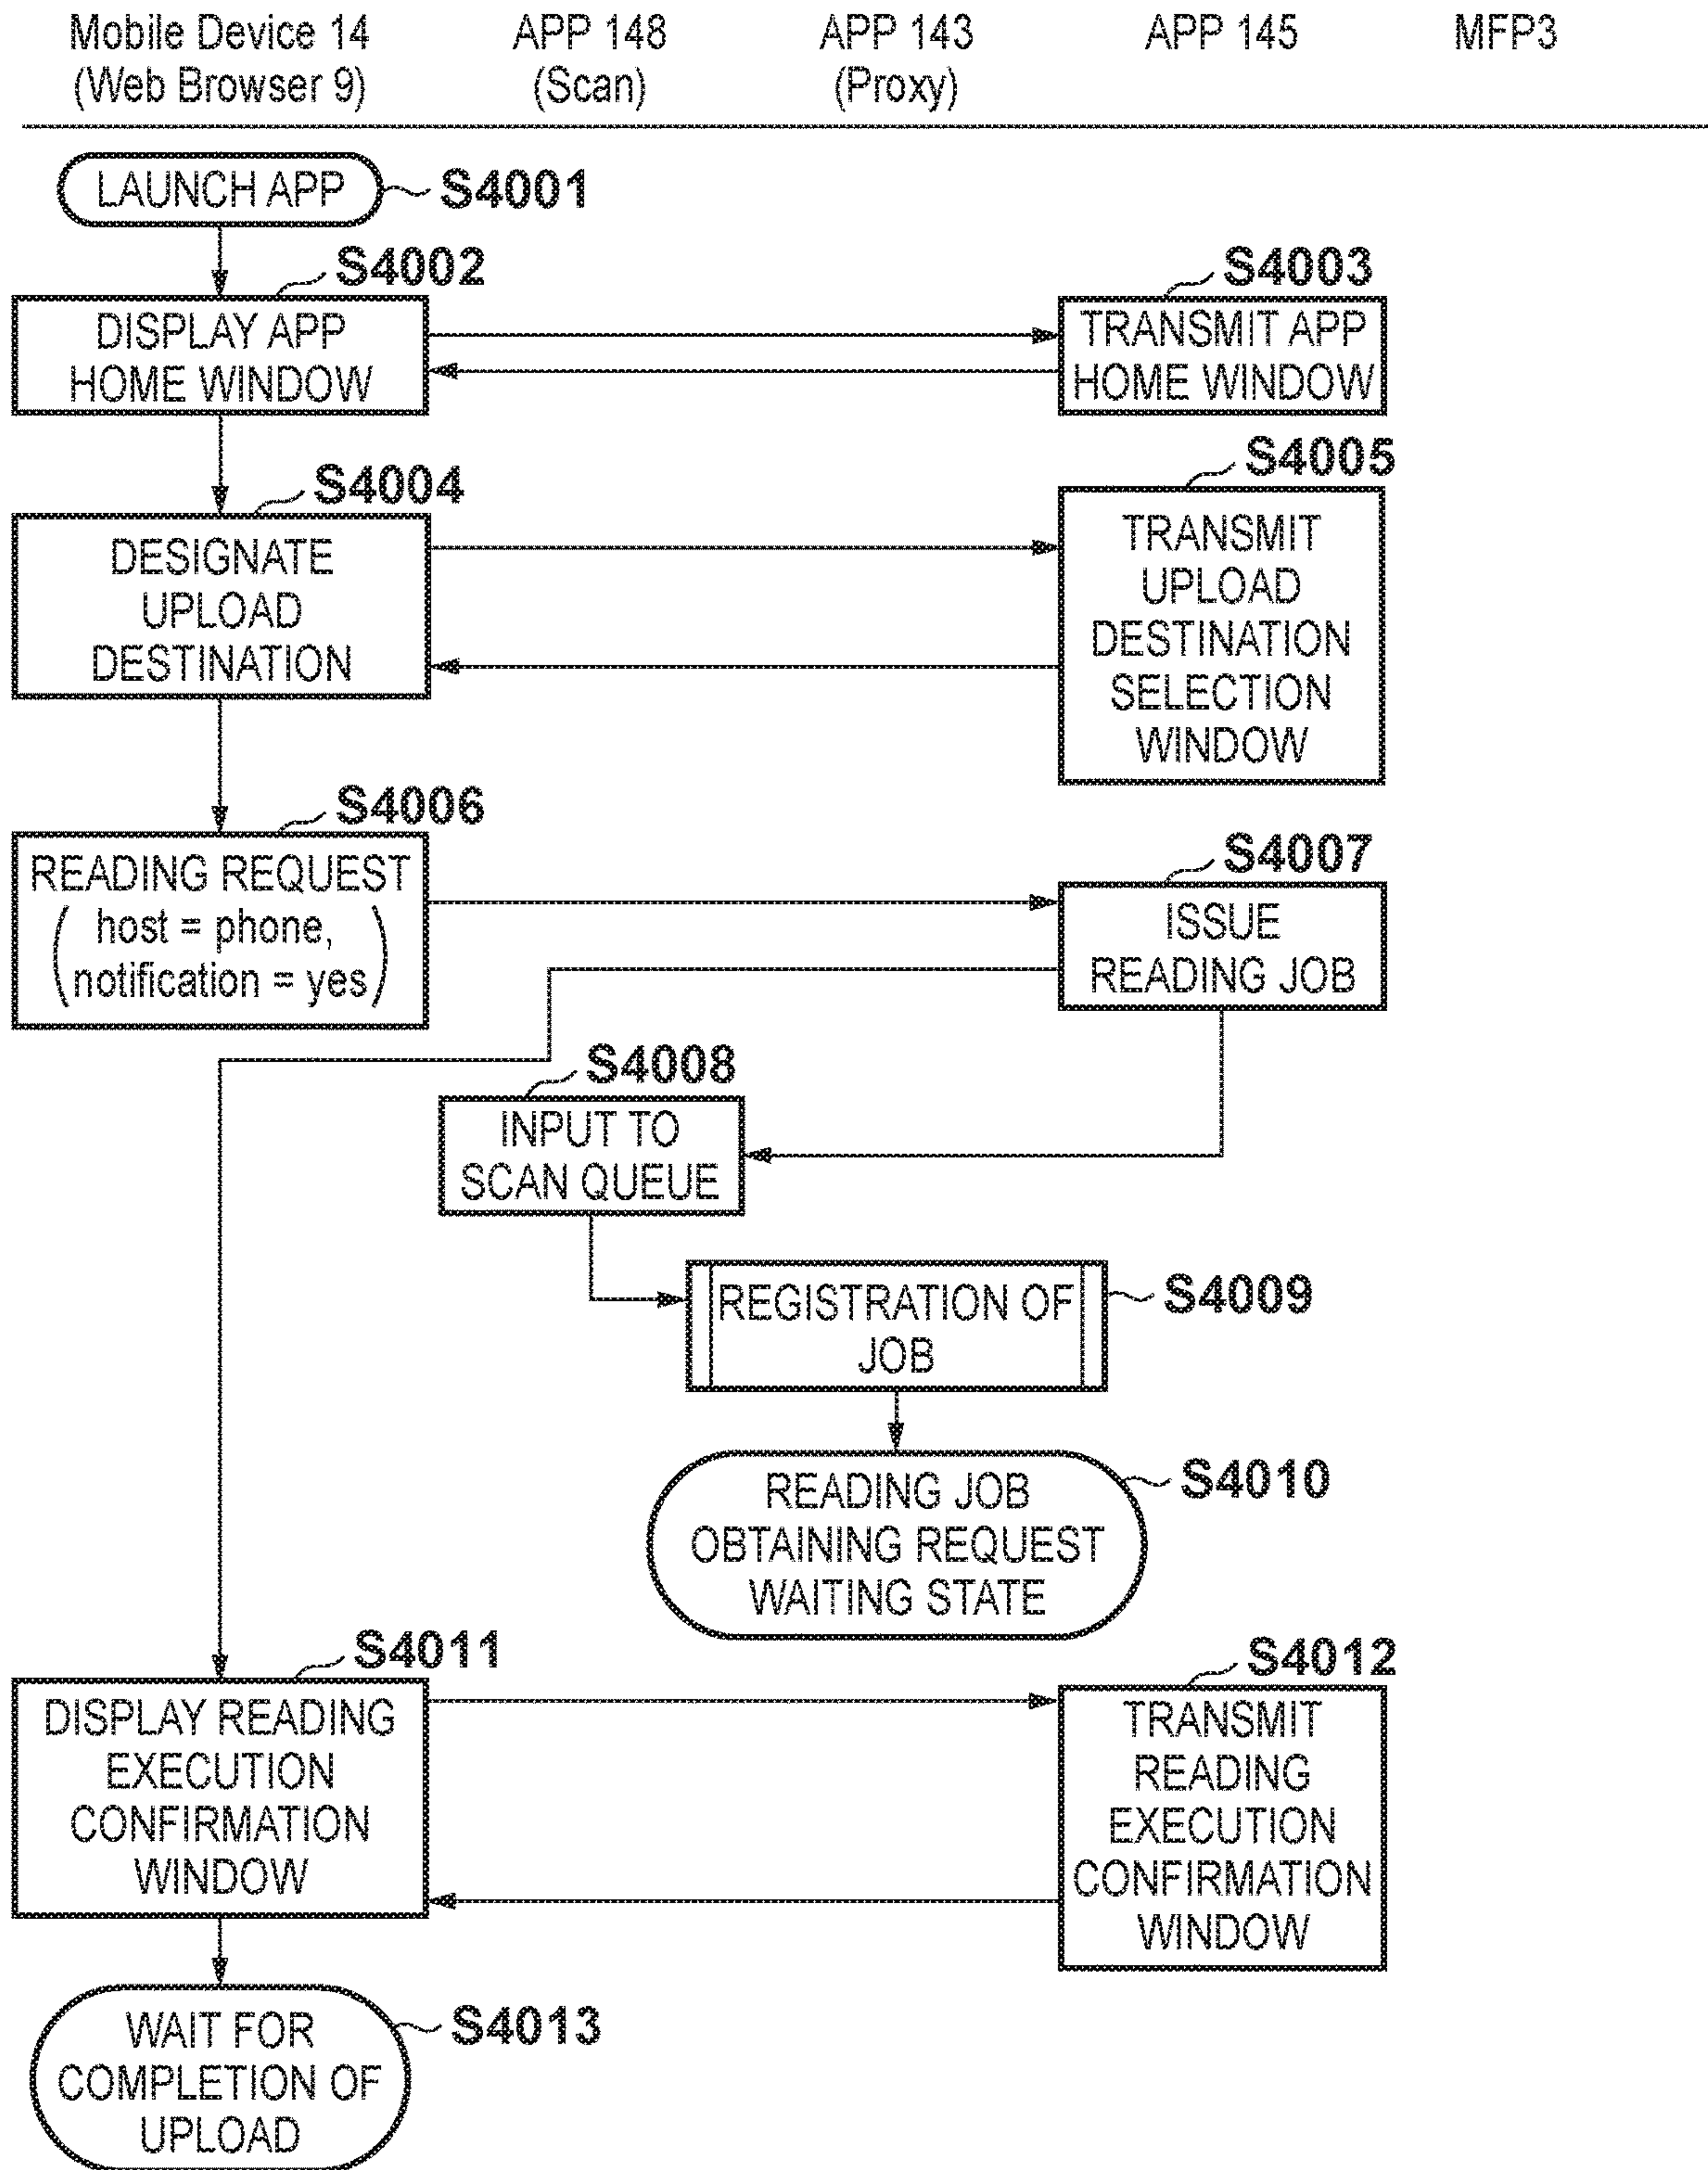 Mobile Device 14
(Web Browser 9)
APP 148
(Scan)
APP 143
(Proxy)
APP 145
MFP3
LAUNCH APP
S4001
S4002
DISPLAY APP
HOME WINDOW
S4003
TRANSMIT APP
HOME WINDOW
S4004
DESIGNATE
UPLOAD
DESTINATION
S4005
TRANSMIT
UPLOAD
DESTINATION
SELECTION
WINDOW
S4006
READING REQUEST
(host = phone,
notification = yes)
S4007
ISSUE
READING JOB
S4008
INPUT TO
SCAN QUEUE
REGISTRATION OF
JOB
S4009
READING JOB
OBTAINING REQUEST
WAITING STATE
S4010
S4011
DISPLAY READING
EXECUTION
CONFIRMATION
WINDOW
S4012
TRANSMIT
READING
EXECUTION
CONFIRMATION
WINDOW
WAIT FOR
COMPLETION OF
UPLOAD
S4013